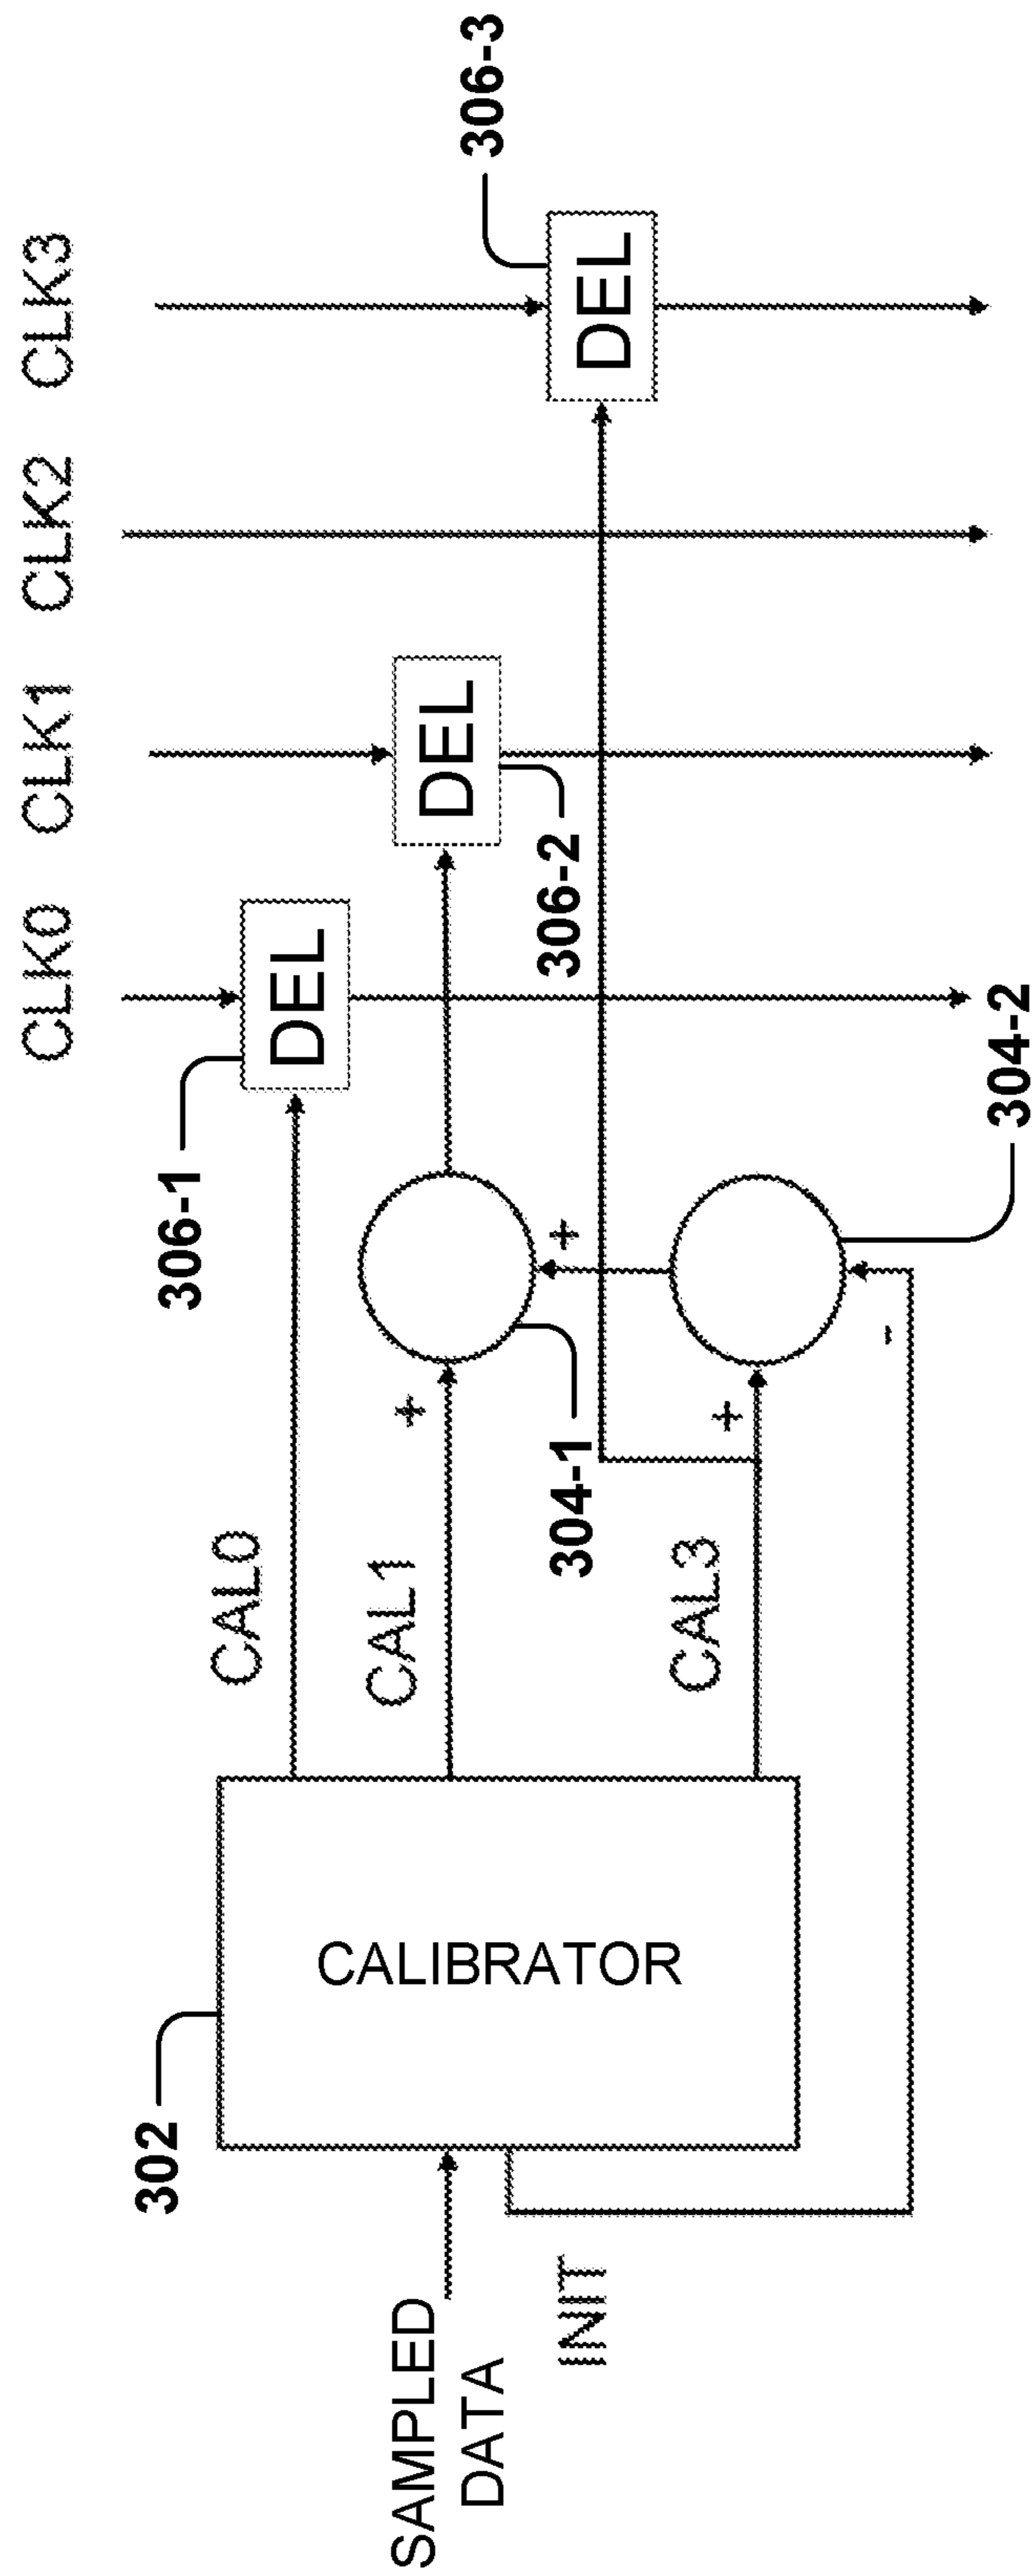 CLK0
CLK1
CLK2
CLK3
306-3
306-1
DEL
DEL
306-2
DEL
302
CAL0
CAL1
CAL3
+
+
+
-
304-1
304-2
CALIBRATOR
SAMPLED
DATA
INIT